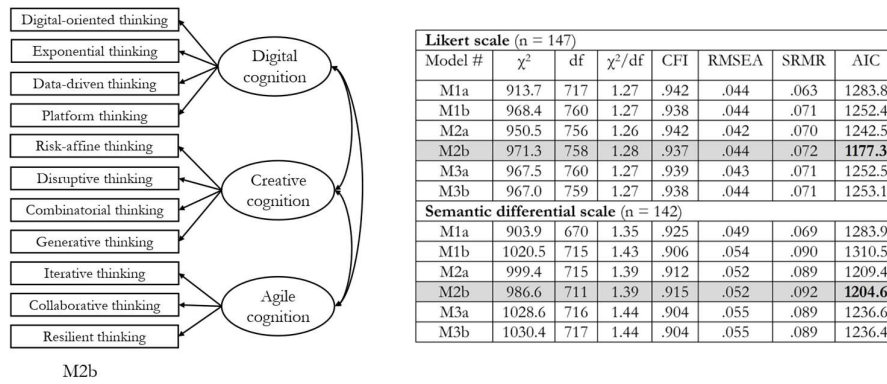 Digital-oriented thinking
Exponential thinking
Data-driven thinking
Platform thinking
Risk-affine thinking
Disruptive thinking
Combinatorial thinking
Generative thinking
Iterative thinking
Collaborative thinking
Resilient thinking
Digital
cognition
Creative
cognition
Agile
cognition
M2b
Likert scale (n = 147)
Model # χ² df χ²/df CFI RMSEA SRMR AIC
M1a 913.7 717 1.27 .942 .044 .063 1283.8
M1b 968.4 760 1.27 .938 .044 .071 1252.4
M2a 950.5 756 1.26 .942 .042 .070 1242.5
M2b 971.3 758 1.28 .937 .044 .072 1177.3
M3a 967.5 760 1.27 .939 .043 .071 1252.5
M3b 967.0 759 1.27 .938 .044 .071 1253.1
Semantic differential scale (n = 142)
M1a 903.9 670 1.35 .925 .049 .069 1283.9
M1b 1020.5 715 1.43 .906 .054 .090 1310.5
M2a 999.4 715 1.39 .912 .052 .089 1209.4
M2b 986.6 711 1.39 .915 .052 .092 1204.6
M3a 1028.6 716 1.44 .904 .055 .089 1236.6
M3b 1030.4 717 1.44 .904 .055 .089 1236.4